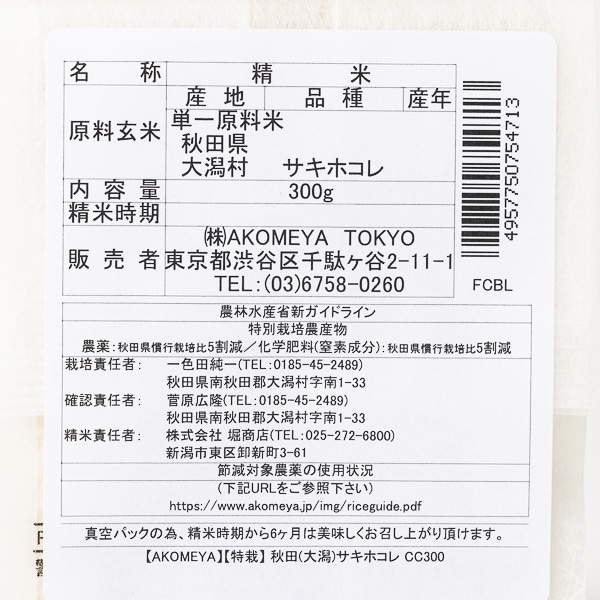 名 称 精 米
産 地 品 種 産年
原料玄米
単一原料米
秋田県
大潟村 サキホコレ
内 容 量 300g
精米時期
販 売 者
㈱AKOMEYA TOKYO
東京都渋谷区千駄ヶ谷2-11-1
TEL:(03)6758-0260
4957750754713
FCBL
農林水産省新ガイドライン
特別栽培農産物
農薬:秋田県慣行栽培比5割減/化学肥料(窒素成分):秋田県慣行栽培比5割減
栽培責任者: 一色田純一(TEL:0185-45-2489)
秋田県南秋田郡大潟村字南1-33
確認責任者: 菅原広隆(TEL:0185-45-2489)
秋田県南秋田郡大潟村字南1-33
精米責任者: 株式会社 堀商店(TEL:025-272-6800)
新潟市東区卸新町3-61
節減対象農薬の使用状況
(下記URLをご参照下さい)
https://www.akomeya.jp/img/riceguide.pdf
真空パックの為、精米時期から6ヶ月は美味しくお召し上がり頂けます。
【AKOMEYA】【特栽】 秋田(大潟)サキホコレ CC300